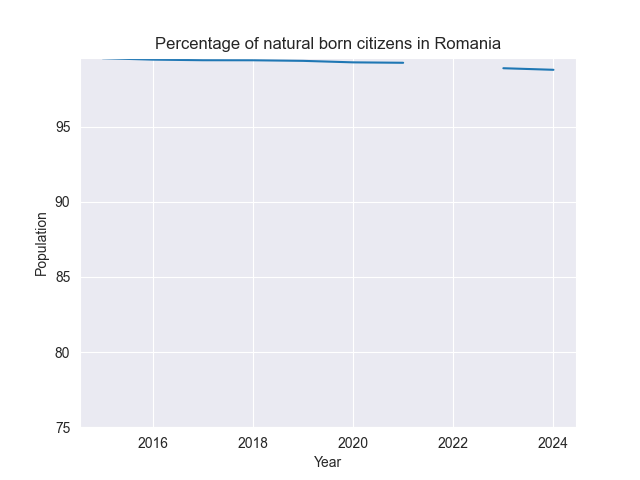 Percentage of natural born citizens in Romania
95
90
85
80
75
Population
2016 2018 2020 2022 2024
Year